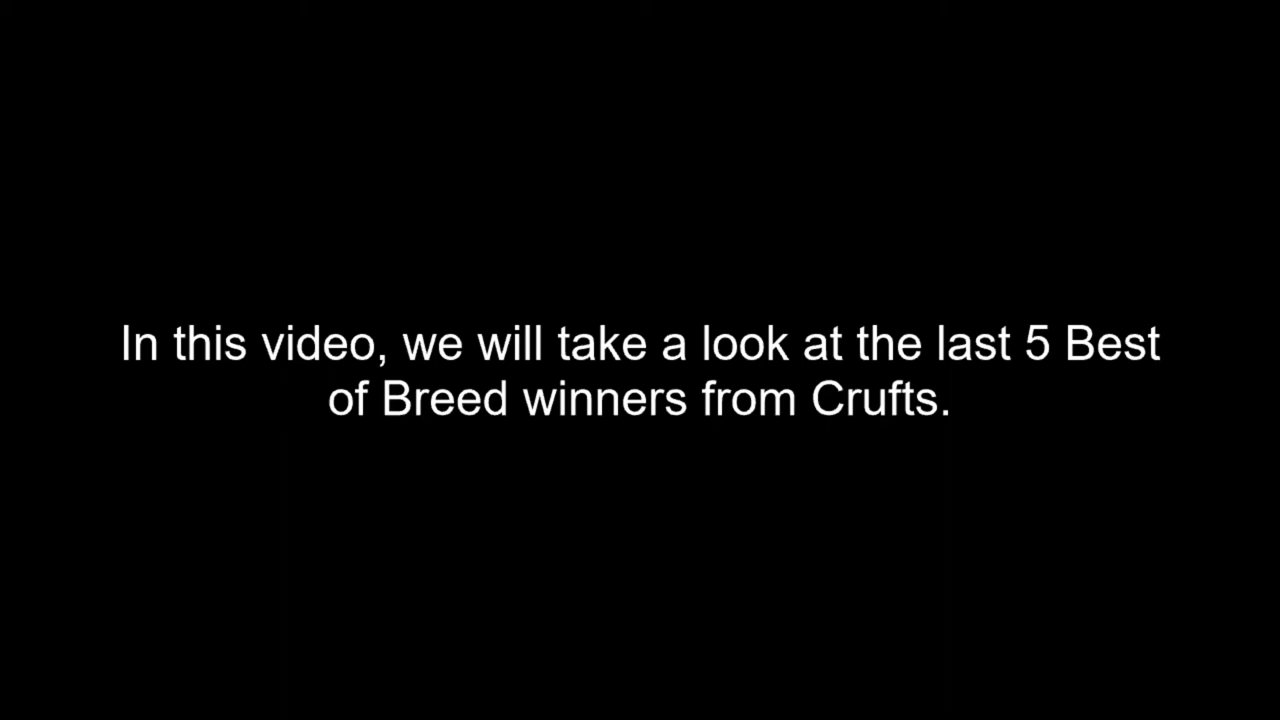 In this video, we will take a look at the last 5 Best
of Breed winners from Crufts.